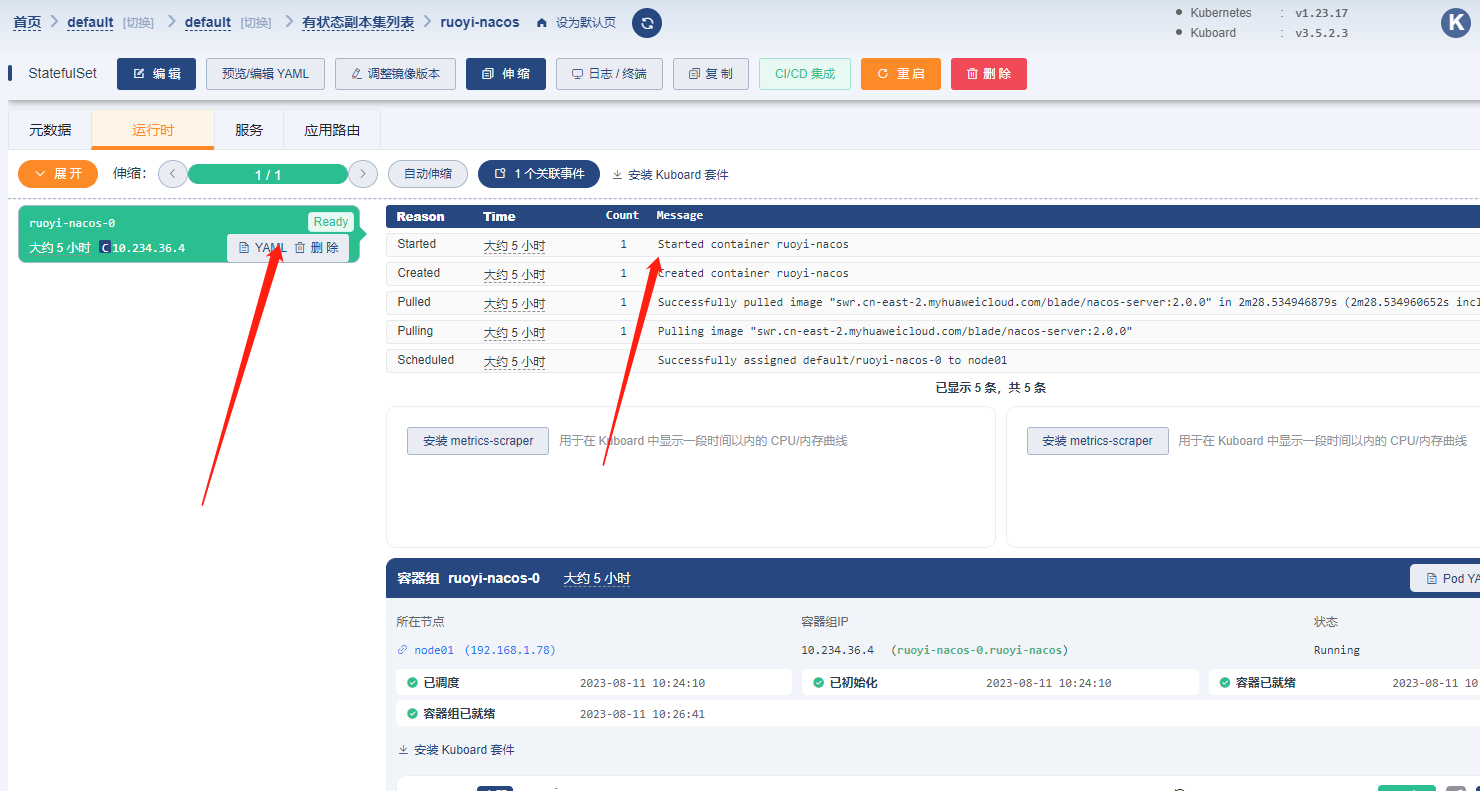 首页 default [切换] default [切换] 有状态副本集列表 ruoyi-nacos 设为默认页
Kubernetes : v1.23.17
Kuboard : v3.5.2.3
K
StatefulSet 编 辑 预览/编辑 YAML 调整镜像版本 伸 缩 日志 / 终端 复 制 CI/CD 集成 重 启 删 除
元数据 运行时 服务 应用路由
展 开 伸缩: 1 / 1 自动伸缩 1 个关联事件 安装 Kuboard 套件
ruoyi-nacos-0 Ready
大约 5 小时 C 10.234.36.4 YAML 删 除
Reason Time Count Message
Started 大约 5 小时 1 Started container ruoyi-nacos
Created 大约 5 小时 1 Created container ruoyi-nacos
Pulled 大约 5 小时 1 Successfully pulled image "swr.cn-east-2.myhuaweicloud.com/blade/nacos-server:2.0.0" in 2m28.534946879s (2m28.534960652s incl
Pulling 大约 5 小时 1 Pulling image "swr.cn-east-2.myhuaweicloud.com/blade/nacos-server:2.0.0"
Scheduled 大约 5 小时 Successfully assigned default/ruoyi-nacos-0 to node01
已显示 5 条，共 5 条
安装 metrics-scraper 用于在 Kuboard 中显示一段时间以内的 CPU/内存曲线
安装 metrics-scraper 用于在 Kuboard 中显示一段时间以内的 CPU/内存曲线
容器组 ruoyi-nacos-0 大约 5 小时 Pod YA
所在节点 容器组IP 状态
node01 (192.168.1.78) 10.234.36.4 (ruoyi-nacos-0.ruoyi-nacos) Running
已调度 2023-08-11 10:24:10 已初始化 2023-08-11 10:24:10 容器已就绪 2023-08-11 10
容器组已就绪 2023-08-11 10:26:41
安装 Kuboard 套件